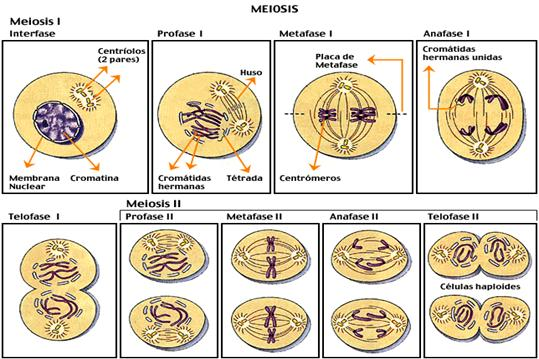 MEIOSIS
Meiosis I
Interfase
Profase I
Metafase I
Anafase I
Centríolos
(2 pares)
Huso
Placa de
Metafase
Cromátidas
hermanas unidas
Membrana
Nuclear
Cromatina
Cromátidas
hermanas
Tétrada
Centrómeros
Meiosis II
Telofase I
Profase II
Metafase II
Anafase II
Telofase II
Células haploides